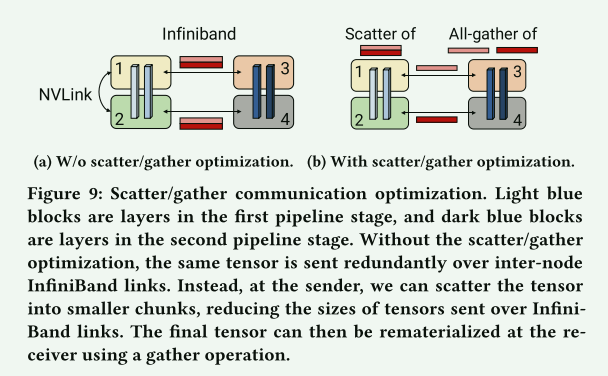 Infiniband
Scatter of
All-gather of
1
3
NVLink
2
4
1
3
2
4
(a) W/o scatter/gather optimization.
(b) With scatter/gather optimization.
Figure 9: Scatter/gather communication optimization. Light blue
blocks are layers in the first pipeline stage, and dark blue blocks
are layers in the second pipeline stage. Without the scatter/gather
optimization, the same tensor is sent redundantly over inter-node
InfiniBand links. Instead, at the sender, we can scatter the tensor
into smaller chunks, reducing the sizes of tensors sent over Infini-
Band links. The final tensor can then be rematerialized at the re-
ceiver using a gather operation.